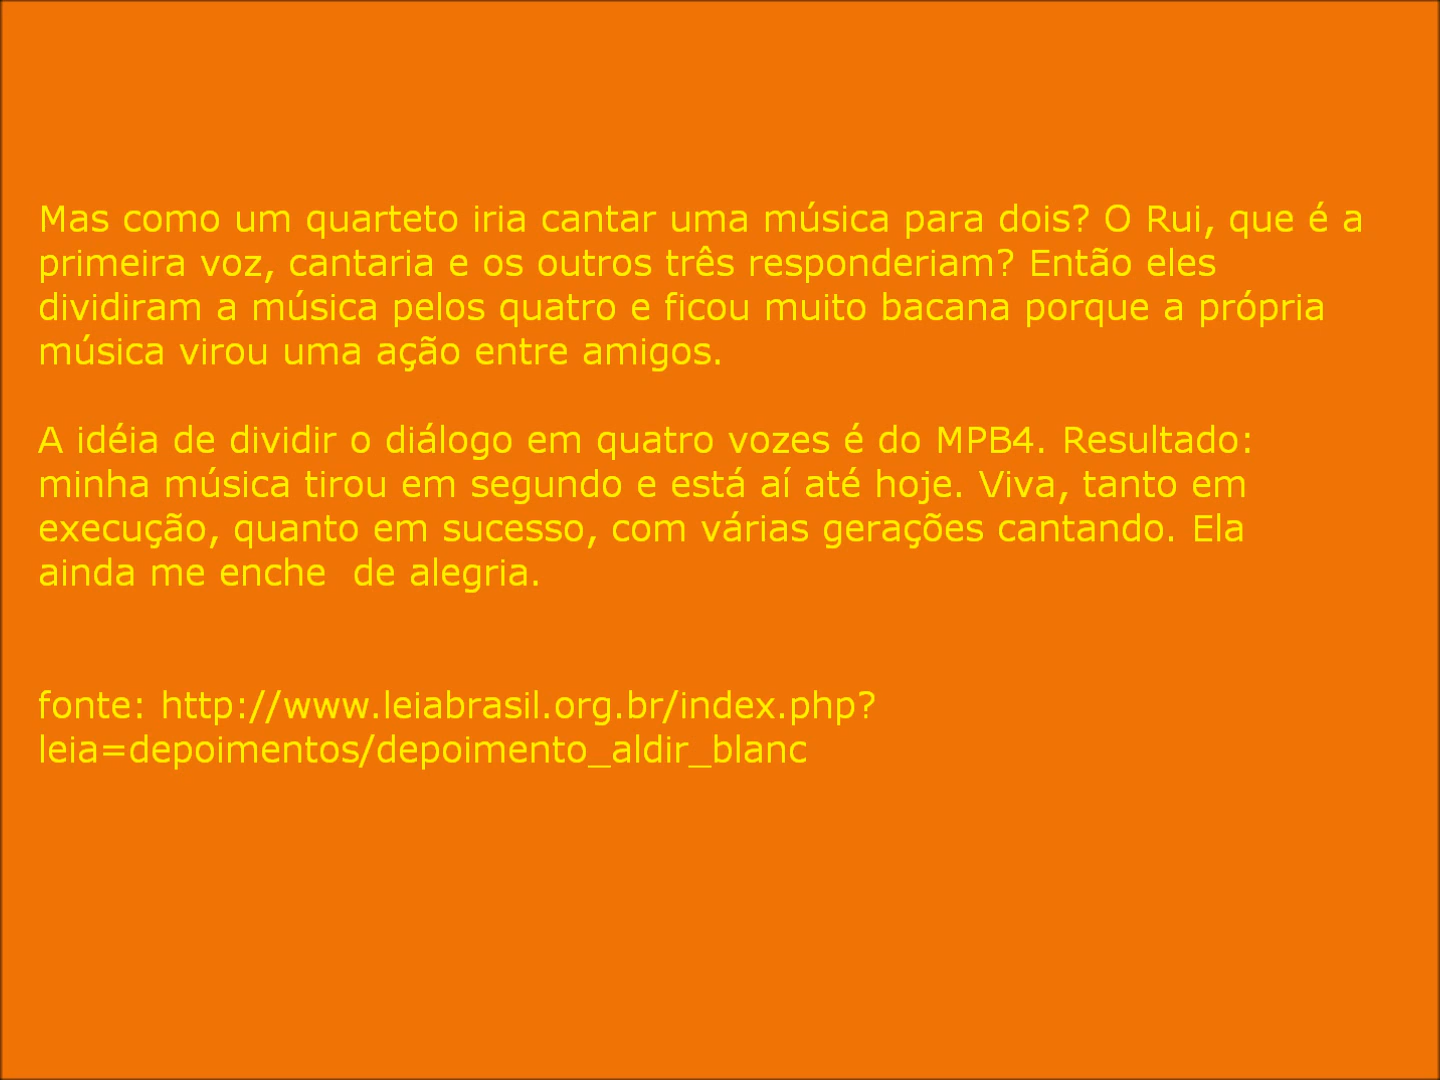 Mas como um quarteto iria cantar uma música para dois? O Rui, que é a
primeira voz, cantaria e os outros três responderiam? Então eles
dividiram a música pelos quatro e ficou muito bacana porque a própria
música virou uma ação entre amigos.
A idéia de dividir o diálogo em quatro vozes é do MPB4. Resultado:
minha música tirou em segundo e está aí até hoje. Viva, tanto em
execução, quanto em sucesso, com várias gerações cantando. Ela
ainda me enche  de alegria.
fonte: http://www.leiabrasil.org.br/index.php?
leia=depoimentos/depoimento_aldir_blanc